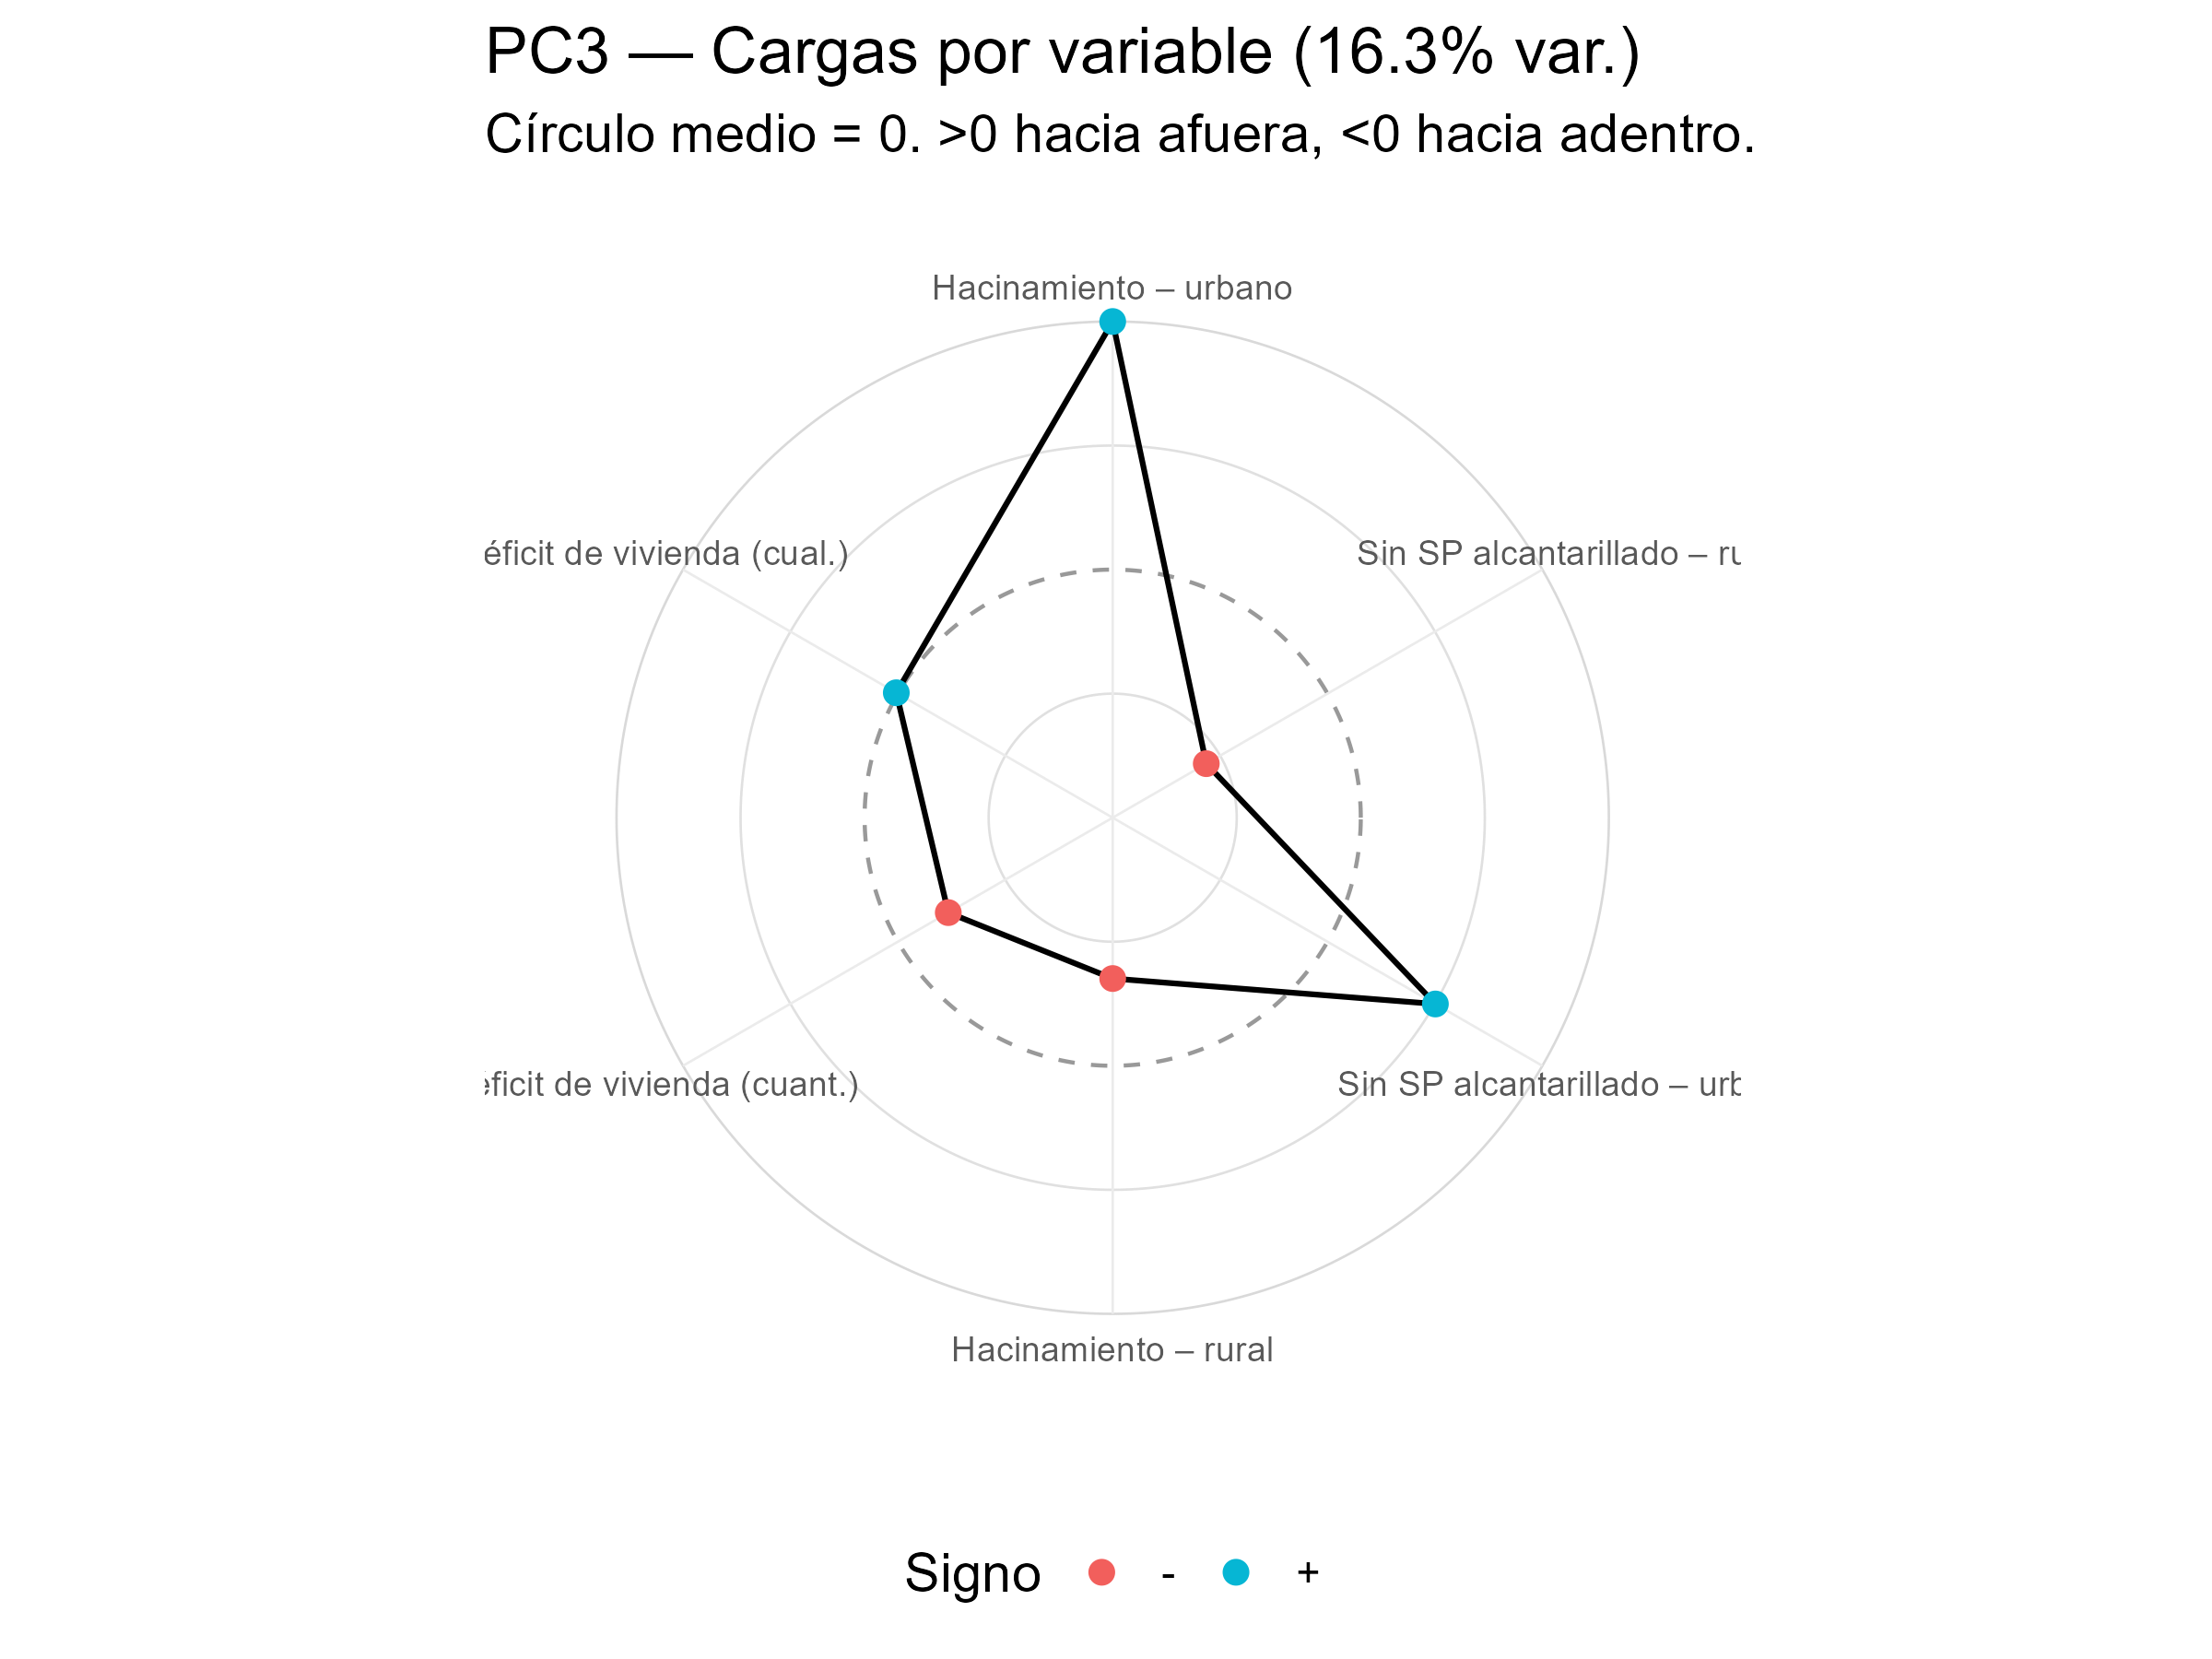 PC3 — Cargas por variable (16.3% var.)
Círculo medio = 0. >0 hacia afuera, <0 hacia adentro.
Hacinamiento – urbano
éficit de vivienda (cual.)
Sin SP alcantarillado – ru
éficit de vivienda (cuant.)
Sin SP alcantarillado – urb
Hacinamiento – rural
Signo - +